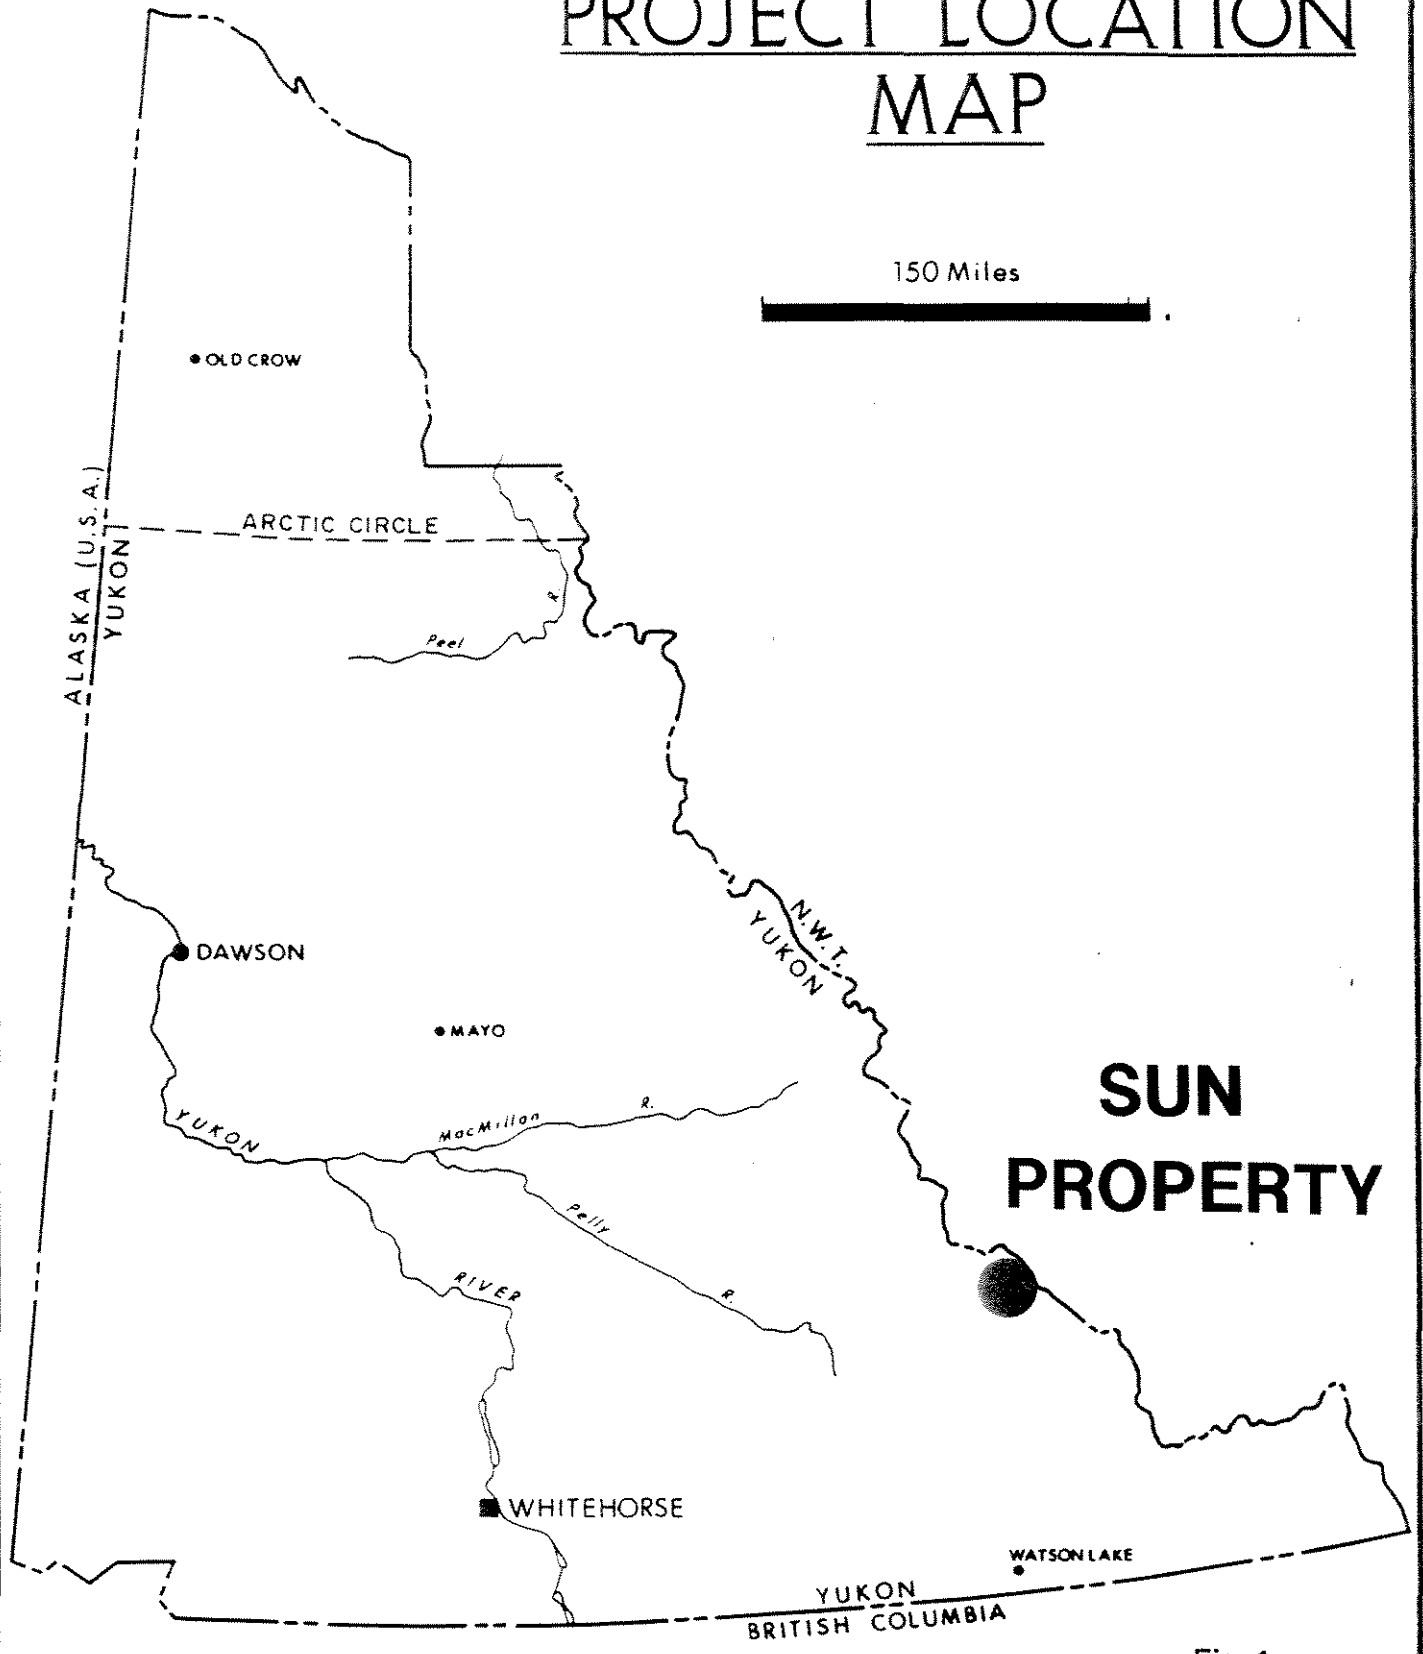 PROJECT LOCATION
MAP
150 Miles
OLD CROW
ALASKA (U.S.A.)
YUKON
ARCTIC CIRCLE
Peel R.
N.W.T.
YUKON
DAWSON
MAYO
SUN
PROPERTY
YUKON
MacMillan R.
Pelly R.
RIVER
WHITEHORSE
WATSON LAKE
YUKON
BRITISH COLUMBIA